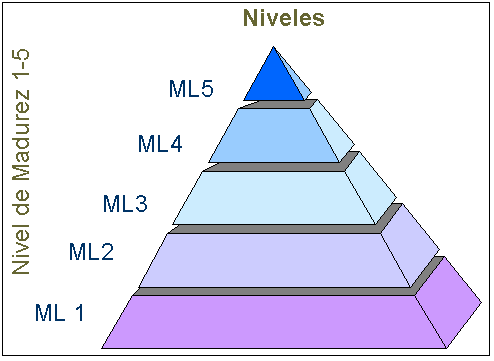 Niveles
Nivel de Madurez 1-5
ML5
ML4
ML3
ML2
ML 1